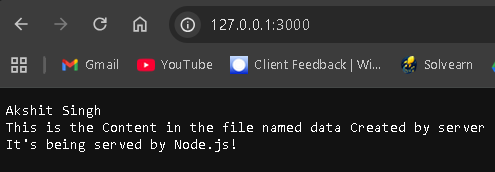 127.0.0.1:3000
Gmail
YouTube
Client Feedback | Wi...
Solvearn
Akshit Singh
This is the Content in the file named data Created by server
It's being served by Node.js!